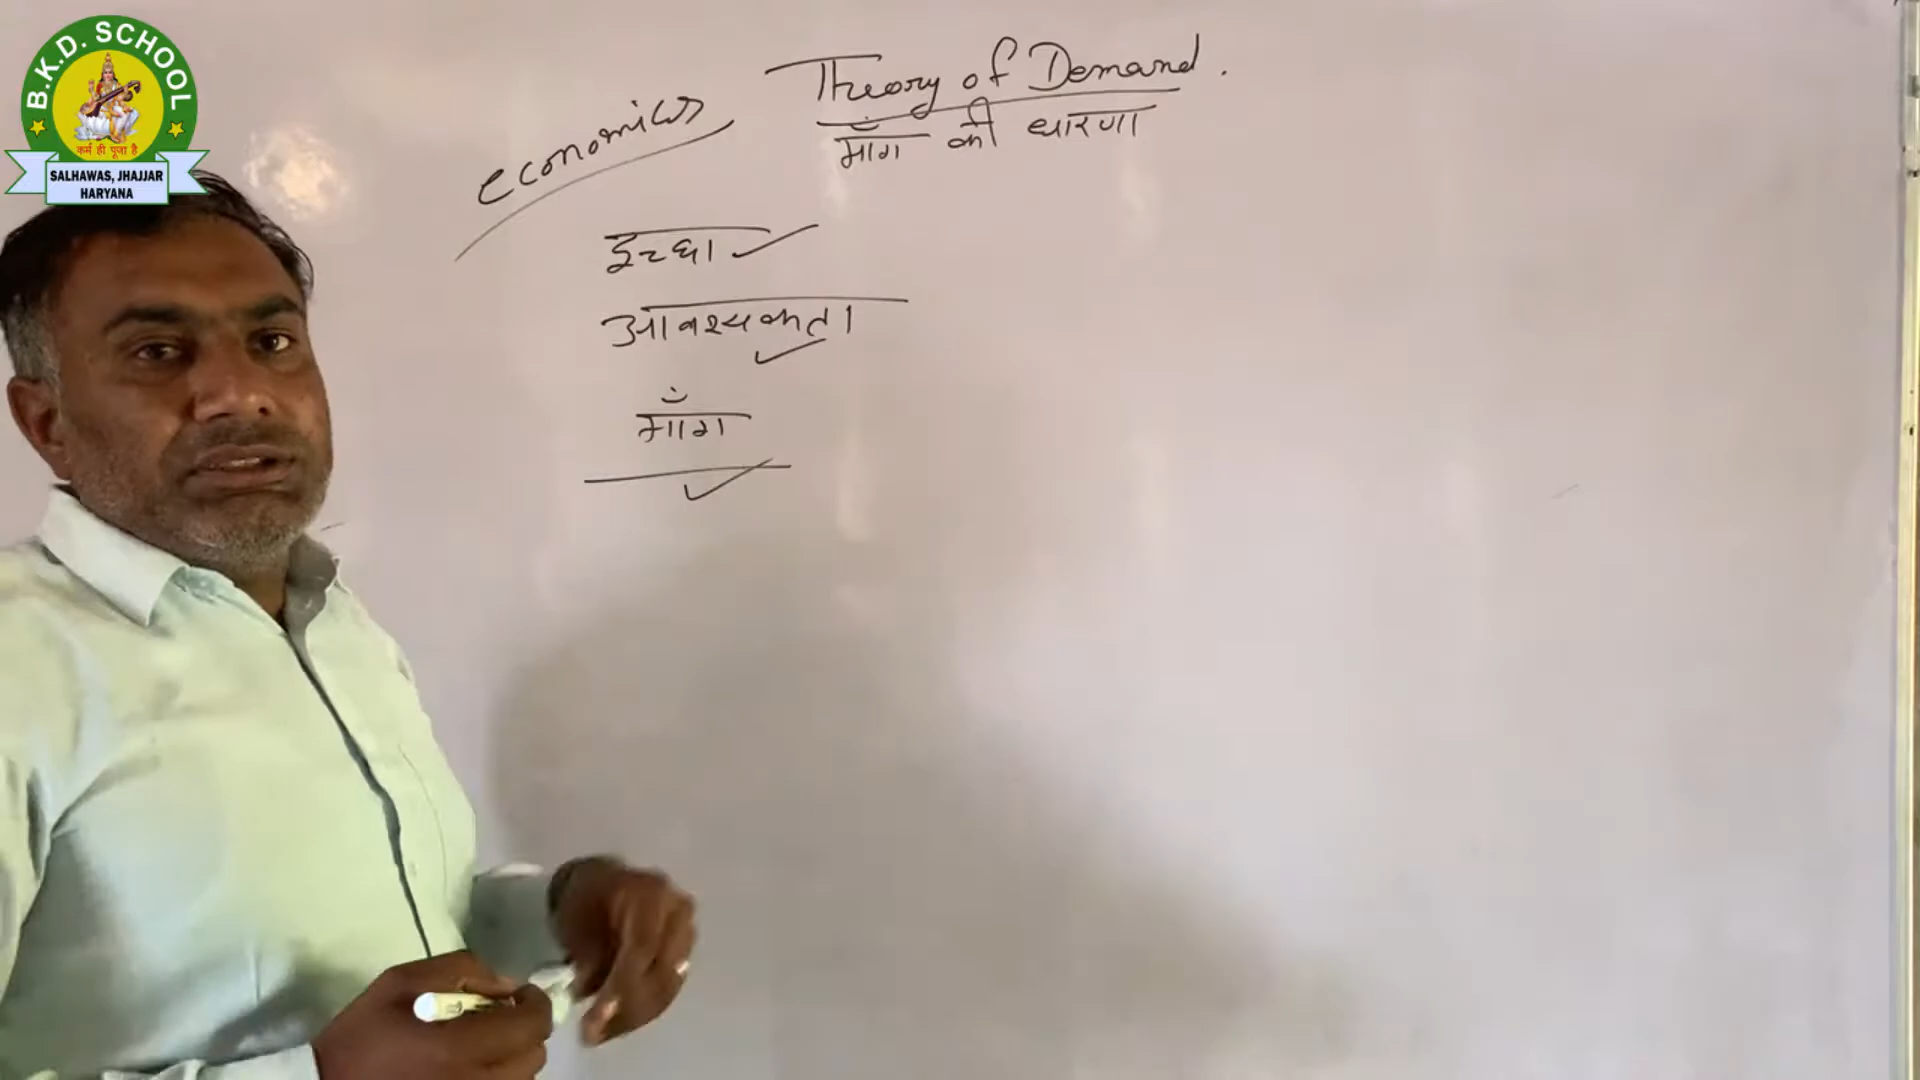 B.K.D. SCHOOL
कर्म ही पूजा है
SALHAWAS, JHAJJAR
HARYANA
Theory of Demand.
economics
माँग की धारणा
इच्छा
आवश्यकता
माँग